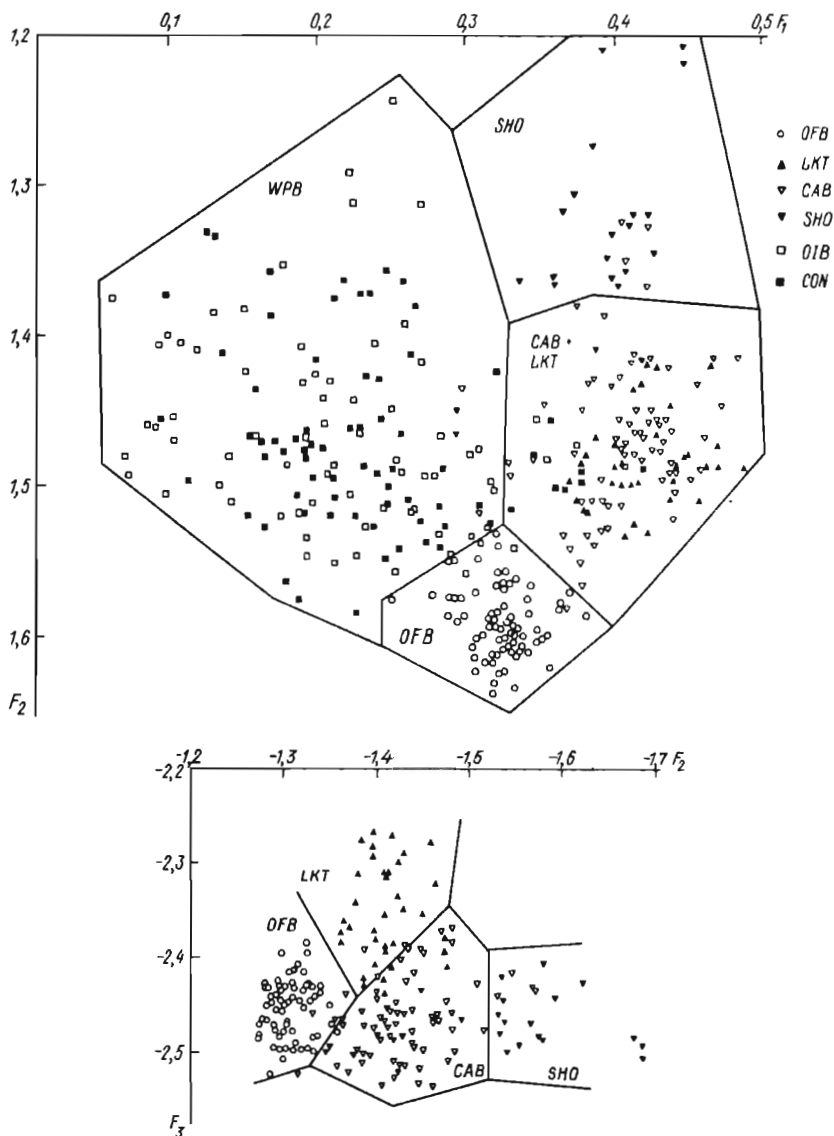 0,1 0,2 0,3 0,4 0,5 F₁
1,2
SHO
WPB
1,3
1,4
CAB
LKT
1,5
OFB
1,6
F₂
OFB
LKT
CAB
SHO
OIB
CON
-1,2 -1,3 -1,4 -1,5 -1,6 -1,7 F₂
-2,2
-2,3
LKT
OFB
-2,4
-2,5
CAB
SHO
F₃